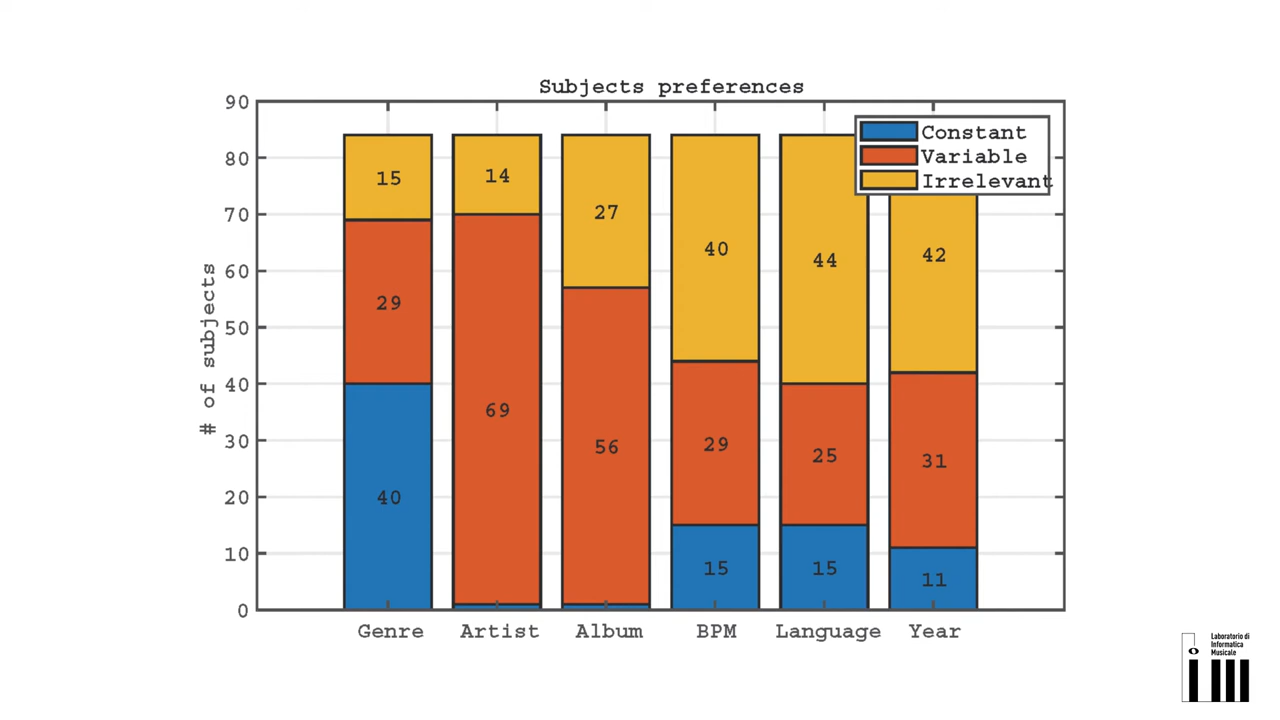 Subjects preferences
Constant
Variable
Irrelevant
# of subjects
90
80
70
60
50
40
30
20
10
0
15
29
40
14
69
27
56
40
29
15
44
25
15
42
31
11
Genre
Artist
Album
BPM
Language
Year
Laboratorio di
Informatica
Musicale